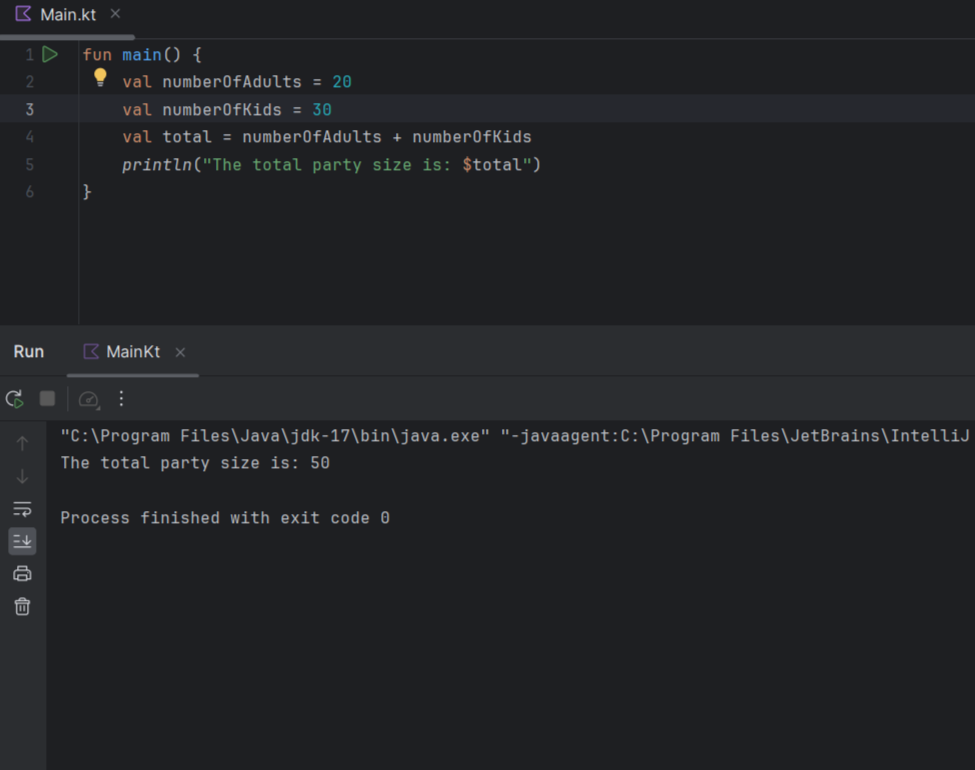 Main.kt
1 fun main() {
2 val numberOfAdults = 20
3 val numberOfKids = 30
4 val total = numberOfAdults + numberOfKids
5 println("The total party size is: $total")
6 }
Run MainKt
"C:\Program Files\Java\jdk-17\bin\java.exe" "-javaagent:C:\Program Files\JetBrains\IntelliJ
The total party size is: 50
Process finished with exit code 0